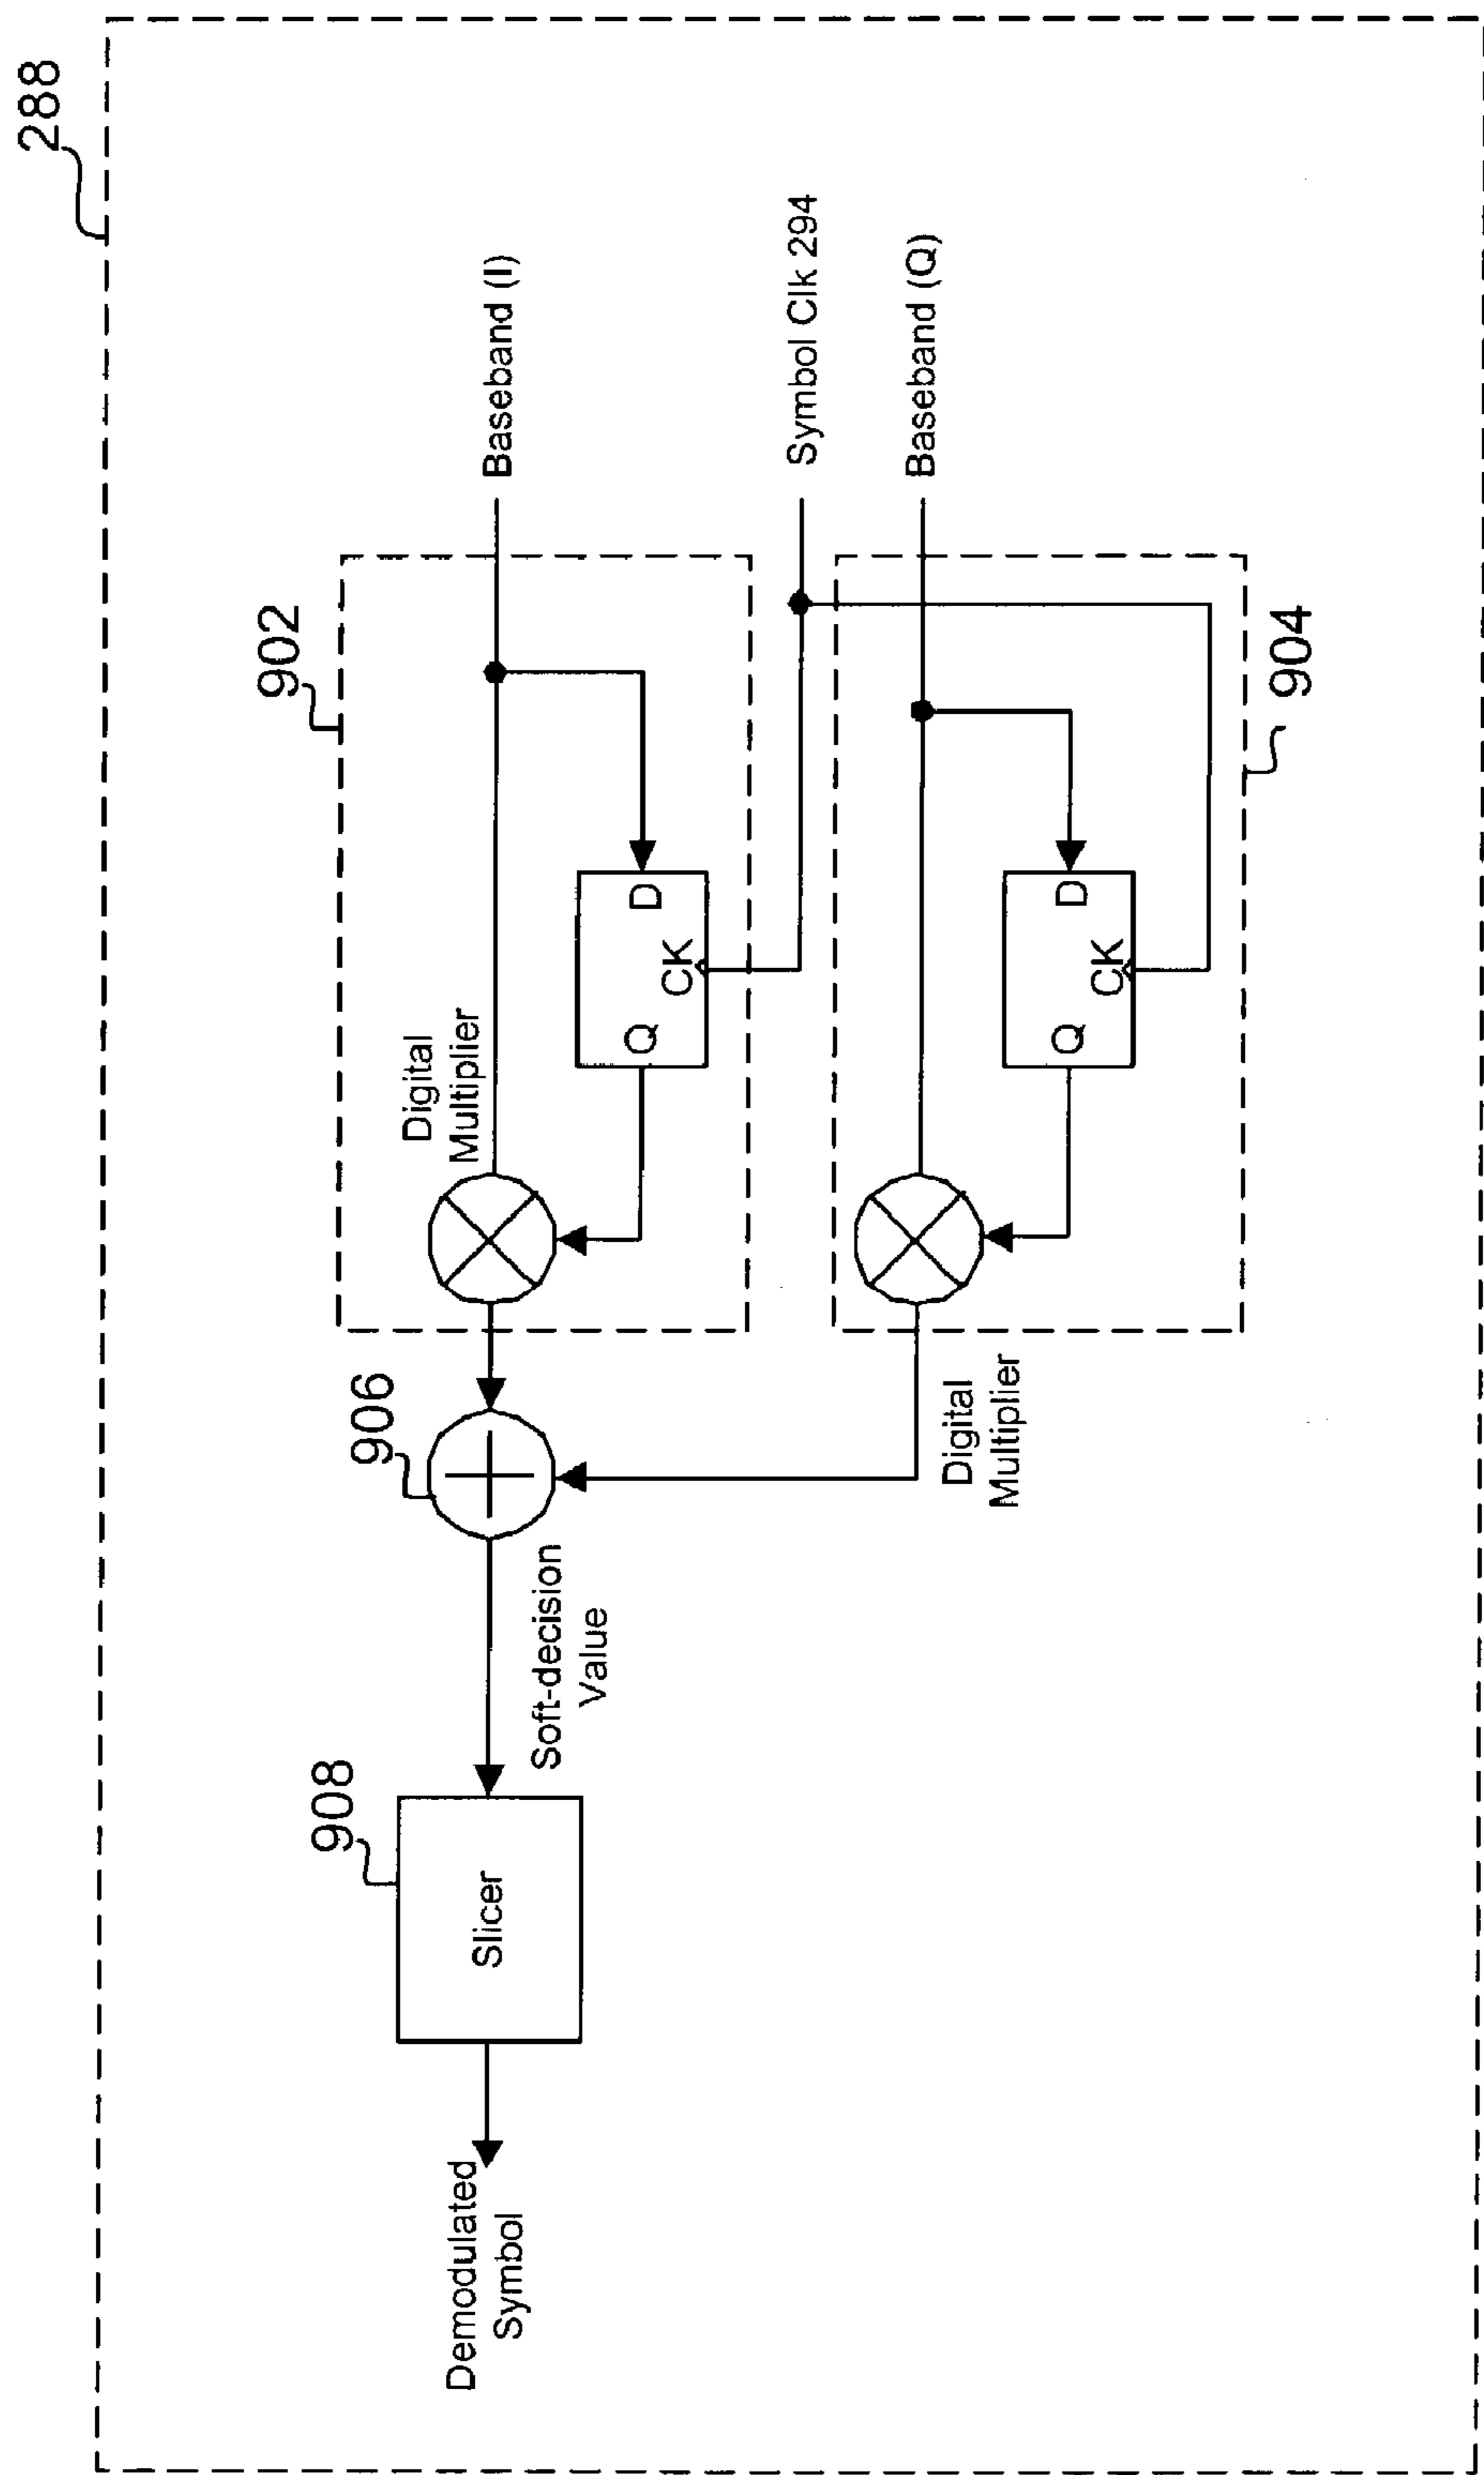 288
902
Baseband (I)
Digital
Multiplier
D
CK
Q
Symbol Clk 294
Baseband (Q)
D
CK
Q
904
Digital
Multiplier
906
Soft-decision
Value
908
Slicer
Demodulated
Symbol